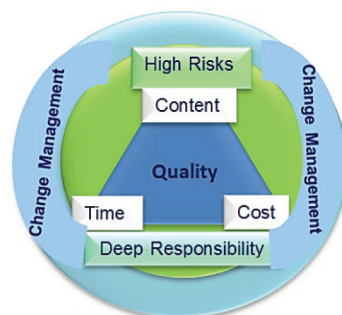 High Risks
Content
Change Management
Change Management
Quality
Time
Cost
Deep Responsibility